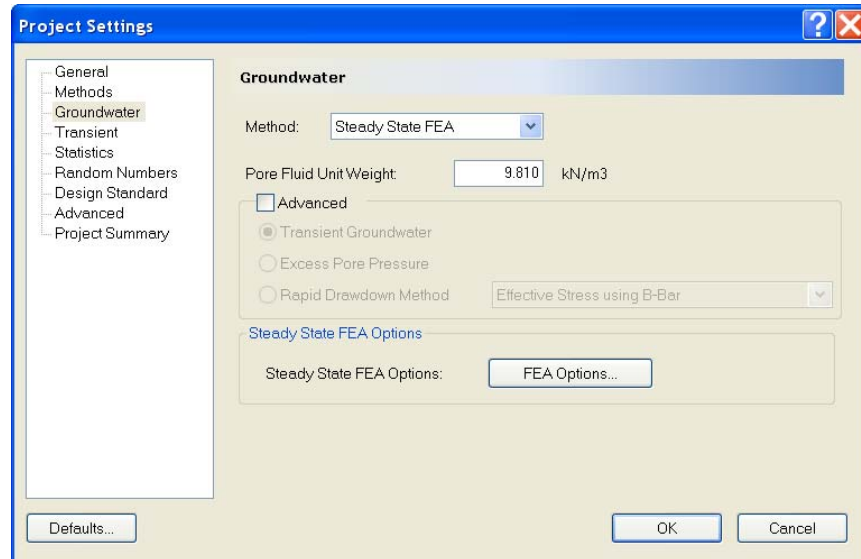 Project Settings
General
Methods
Groundwater
Transient
Statistics
Random Numbers
Design Standard
Advanced
Project Summary
Groundwater
Method: Steady State FEA
Pore Fluid Unit Weight: 9.810 kN/m3
Advanced
Transient Groundwater
Excess Pore Pressure
Rapid Drawdown Method Effective Stress using B-Bar
Steady State FEA Options
Steady State FEA Options: FEA Options...
Defaults... OK Cancel